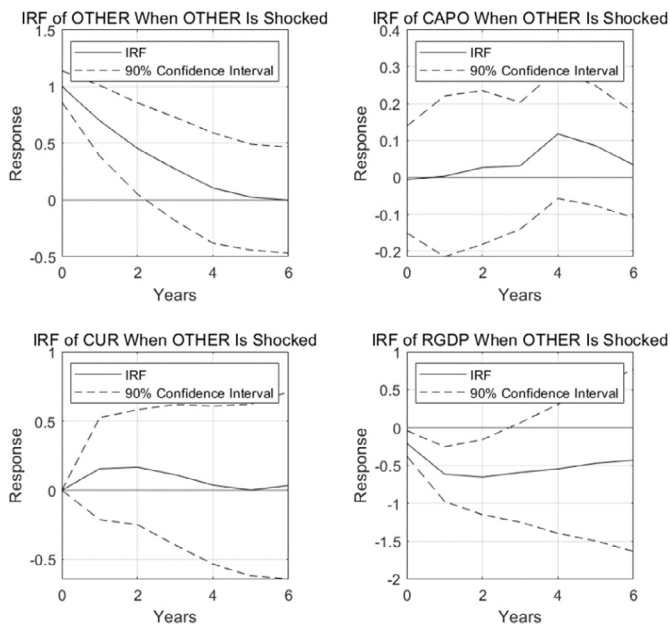 IRF of OTHER When OTHER Is Shocked
1.5
1
0.5
0
-0.5
Response
IRF
90% Confidence Interval
0 2 4 6
Years
IRF of CAPO When OTHER Is Shocked
0.4
0.3
0.2
0.1
0
-0.1
-0.2
Response
IRF
90% Confidence Interval
0 2 4 6
Years
IRF of CUR When OTHER Is Shocked
1
0.5
0
-0.5
Response
IRF
90% Confidence Interval
0 2 4 6
Years
IRF of RGDP When OTHER Is Shocked
1
0.5
0
-0.5
-1
-1.5
-2
Response
IRF
90% Confidence Interval
0 2 4 6
Years